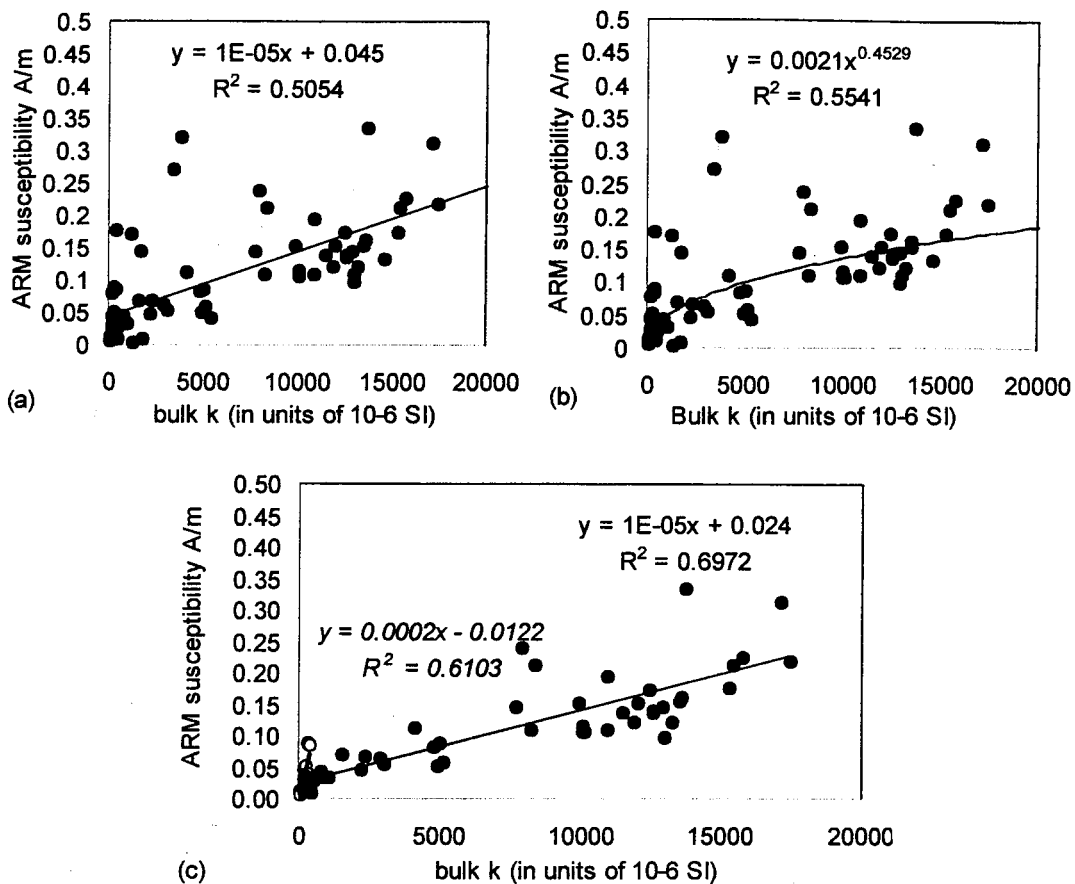 0.5
0.45
0.4
0.35
0.3
0.25
0.2
0.15
0.1
0.05
0
ARM susceptibility A/m
y = 1E-05x + 0.045
R² = 0.5054
0 5000 10000 15000 20000
bulk k (in units of 10-6 SI)
(a)
0.5
0.45
0.4
0.35
0.3
0.25
0.2
0.15
0.1
0.05
0
ARM susceptibility A/m
y = 0.0021x^0.4529
R² = 0.5541
0 5000 10000 15000 20000
Bulk k (in units of 10-6 SI)
(b)
0.50
0.45
0.40
0.35
0.30
0.25
0.20
0.15
0.10
0.05
0.00
ARM susceptibility A/m
y = 1E-05x + 0.024
R² = 0.6972
y = 0.0002x - 0.0122
R² = 0.6103
0 5000 10000 15000 20000
bulk k (in units of 10-6 SI)
(c)